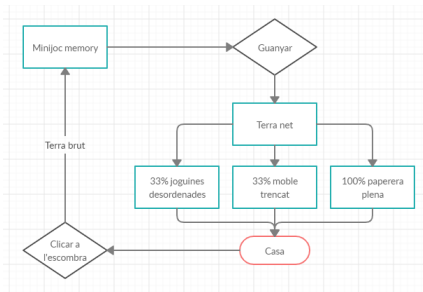 Minijoc memory
Guanyar
Terra net
Terra brut
33% joguines
desordenades
33% moble
trencat
100% paperera
plena
Clicar a
l'escombra
Casa